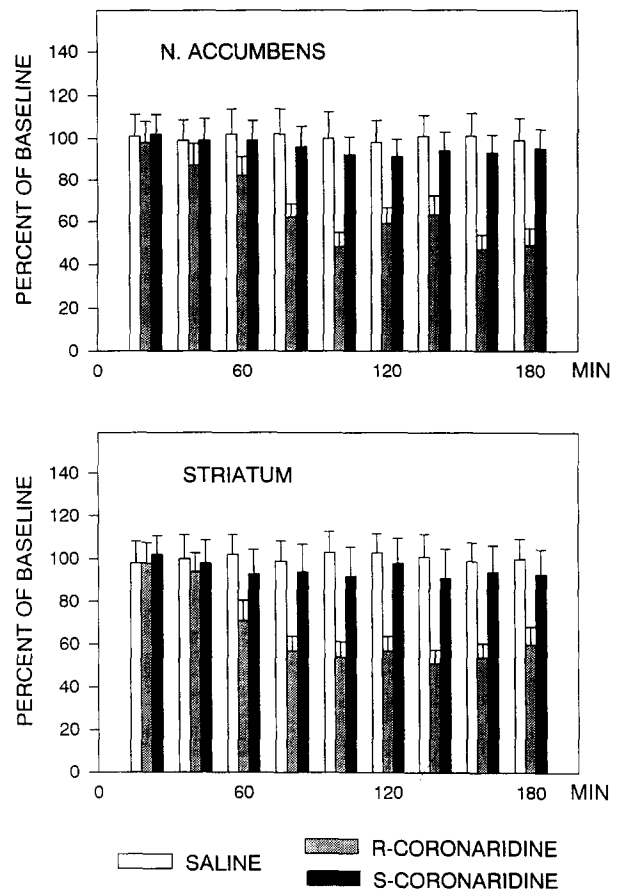 N. ACCUMBENS
PERCENT OF BASELINE
140
120
100
80
60
40
20
0
0 60 120 180 MIN
STRIATUM
PERCENT OF BASELINE
140
120
100
80
60
40
20
0
0 60 120 180 MIN
SALINE
R-CORONARIDINE
S-CORONARIDINE